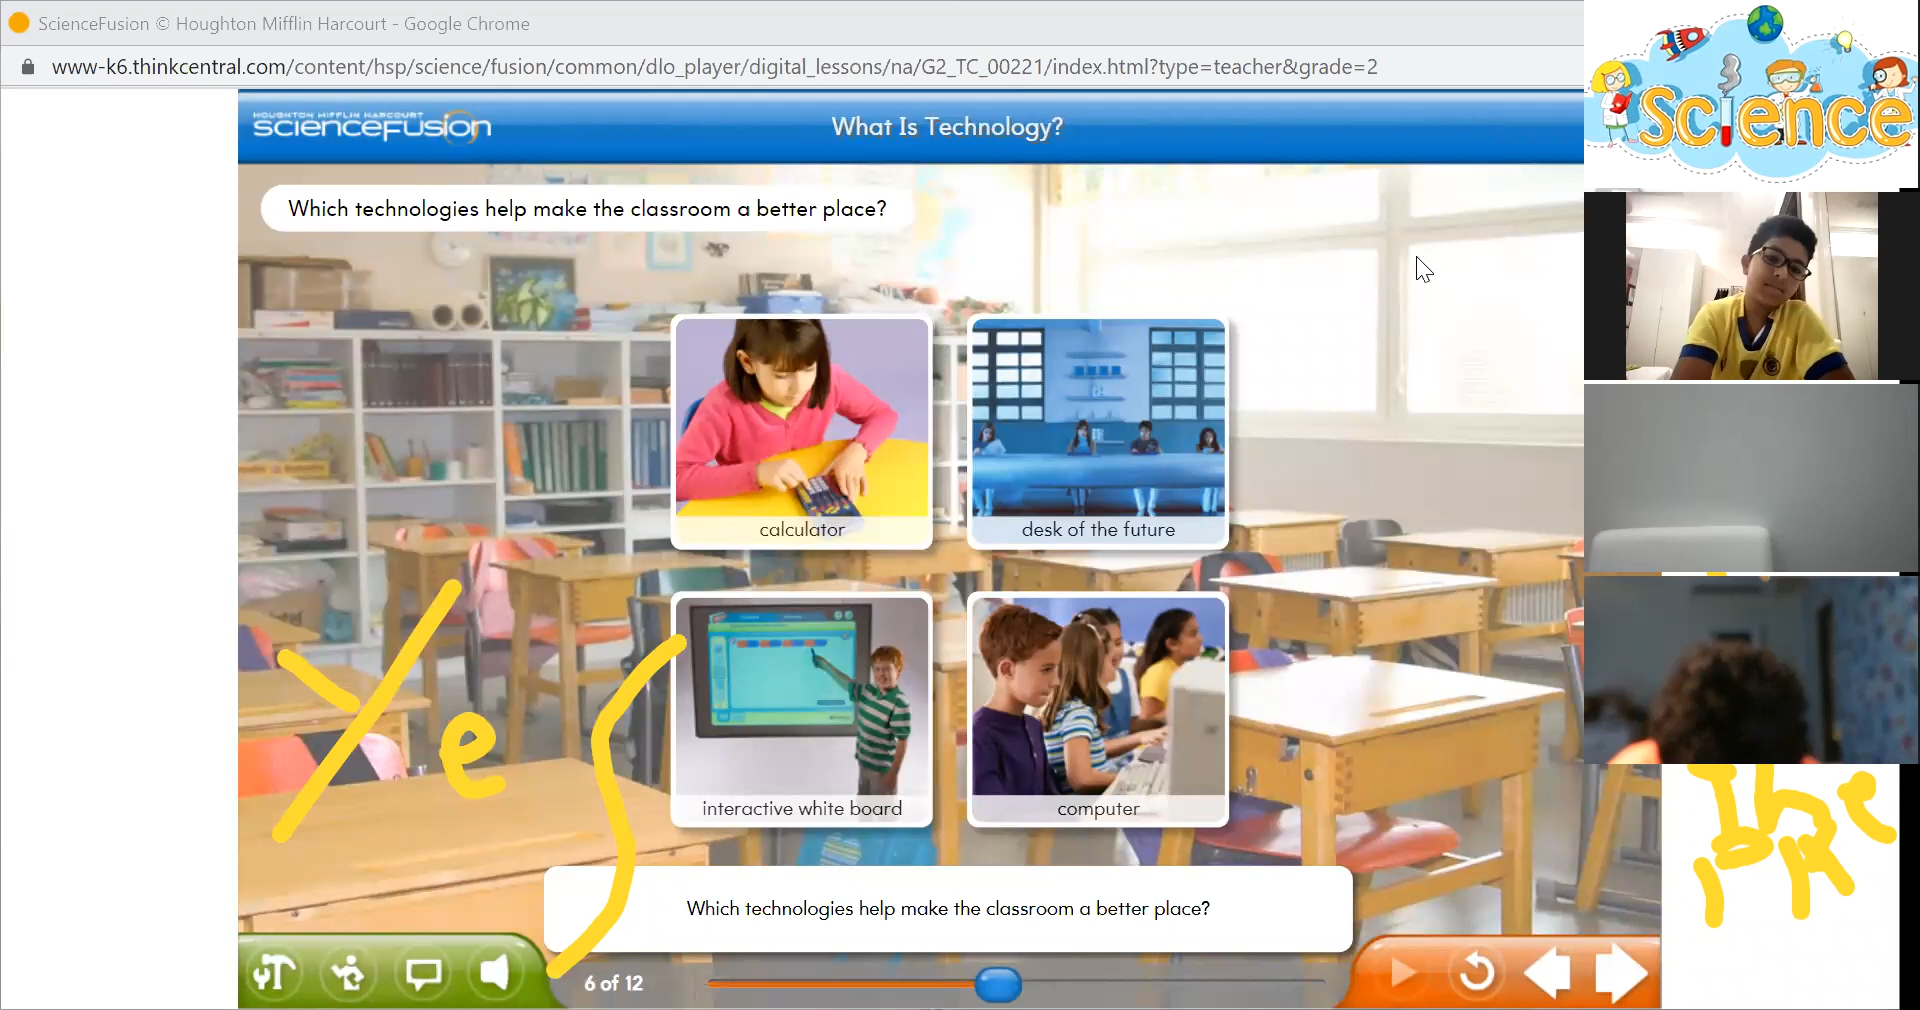 ScienceFusion © Houghton Mifflin Harcourt - Google Chrome
www-k6.thinkcentral.com/content/hsp/science/fusion/common/dlo_player/digital_lessons/na/G2_TC_00221/index.html?type=teacher&grade=2
HOUGHTON MIFFLIN HARCOURT
SCIENCEFUSION
What Is Technology?
Science
Which technologies help make the classroom a better place?
calculator
desk of the future
Yes
interactive white board
computer
Which technologies help make the classroom a better place?
6 of 12